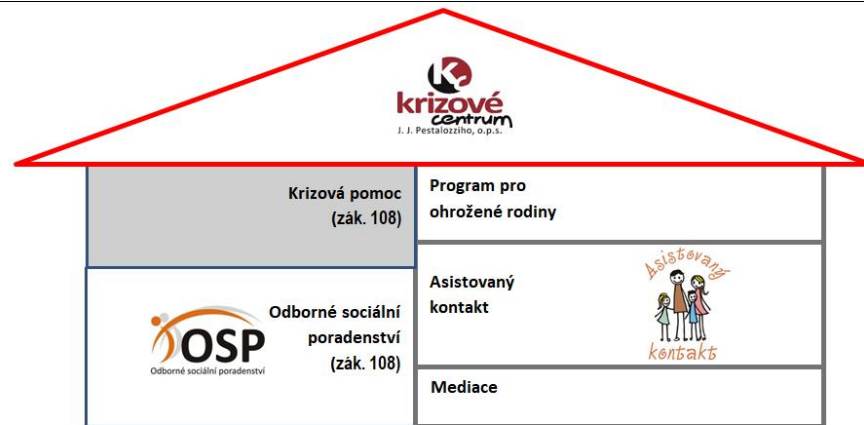 krizové
centrum
J. J. Pestalozziho, o.p.s.
Krizová pomoc
(zák. 108)
Program pro
ohrožené rodiny
OSP
Odborné sociální poradenství
Odborné sociální
poradenství
(zák. 108)
Asistovaný
kontakt
Asistovaný
kontakt
Mediace